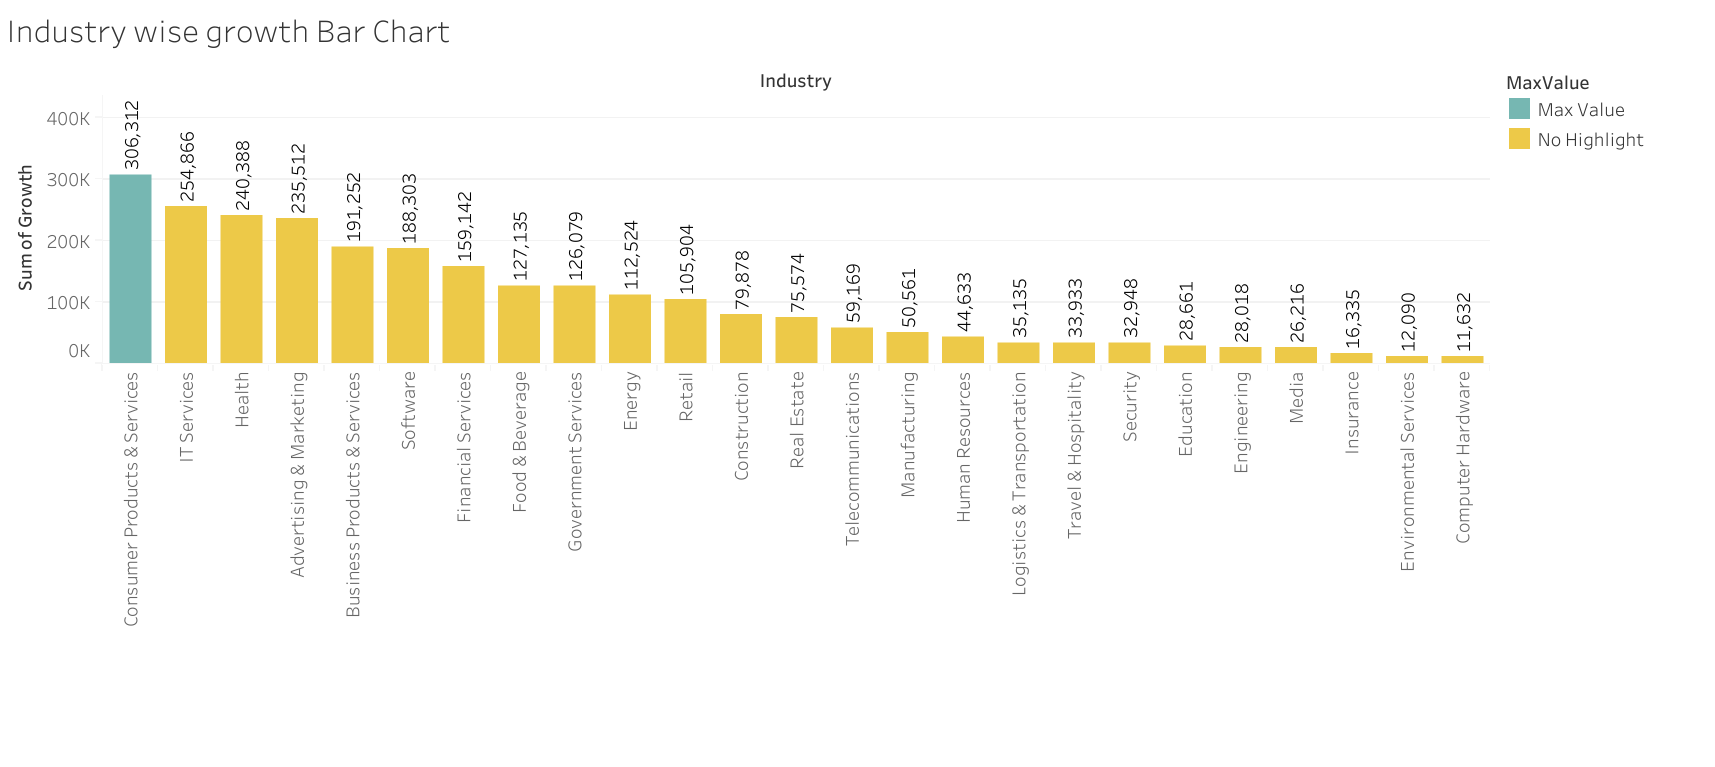 Industry wise growth Bar Chart
Industry
MaxValue
Max Value
No Highlight
Sum of Growth
400K
300K
200K
100K
0K
306,312
254,866
240,388
235,512
191,252
188,303
159,142
127,135
126,079
112,524
105,904
79,878
75,574
59,169
50,561
44,633
35,135
33,933
32,948
28,661
28,018
26,216
16,335
12,090
11,632
Consumer Products & Services
IT Services
Health
Advertising & Marketing
Business Products & Services
Software
Financial Services
Food & Beverage
Government Services
Energy
Retail
Construction
Real Estate
Telecommunications
Manufacturing
Human Resources
Logistics & Transportation
Travel & Hospitality
Security
Education
Engineering
Media
Insurance
Environmental Services
Computer Hardware